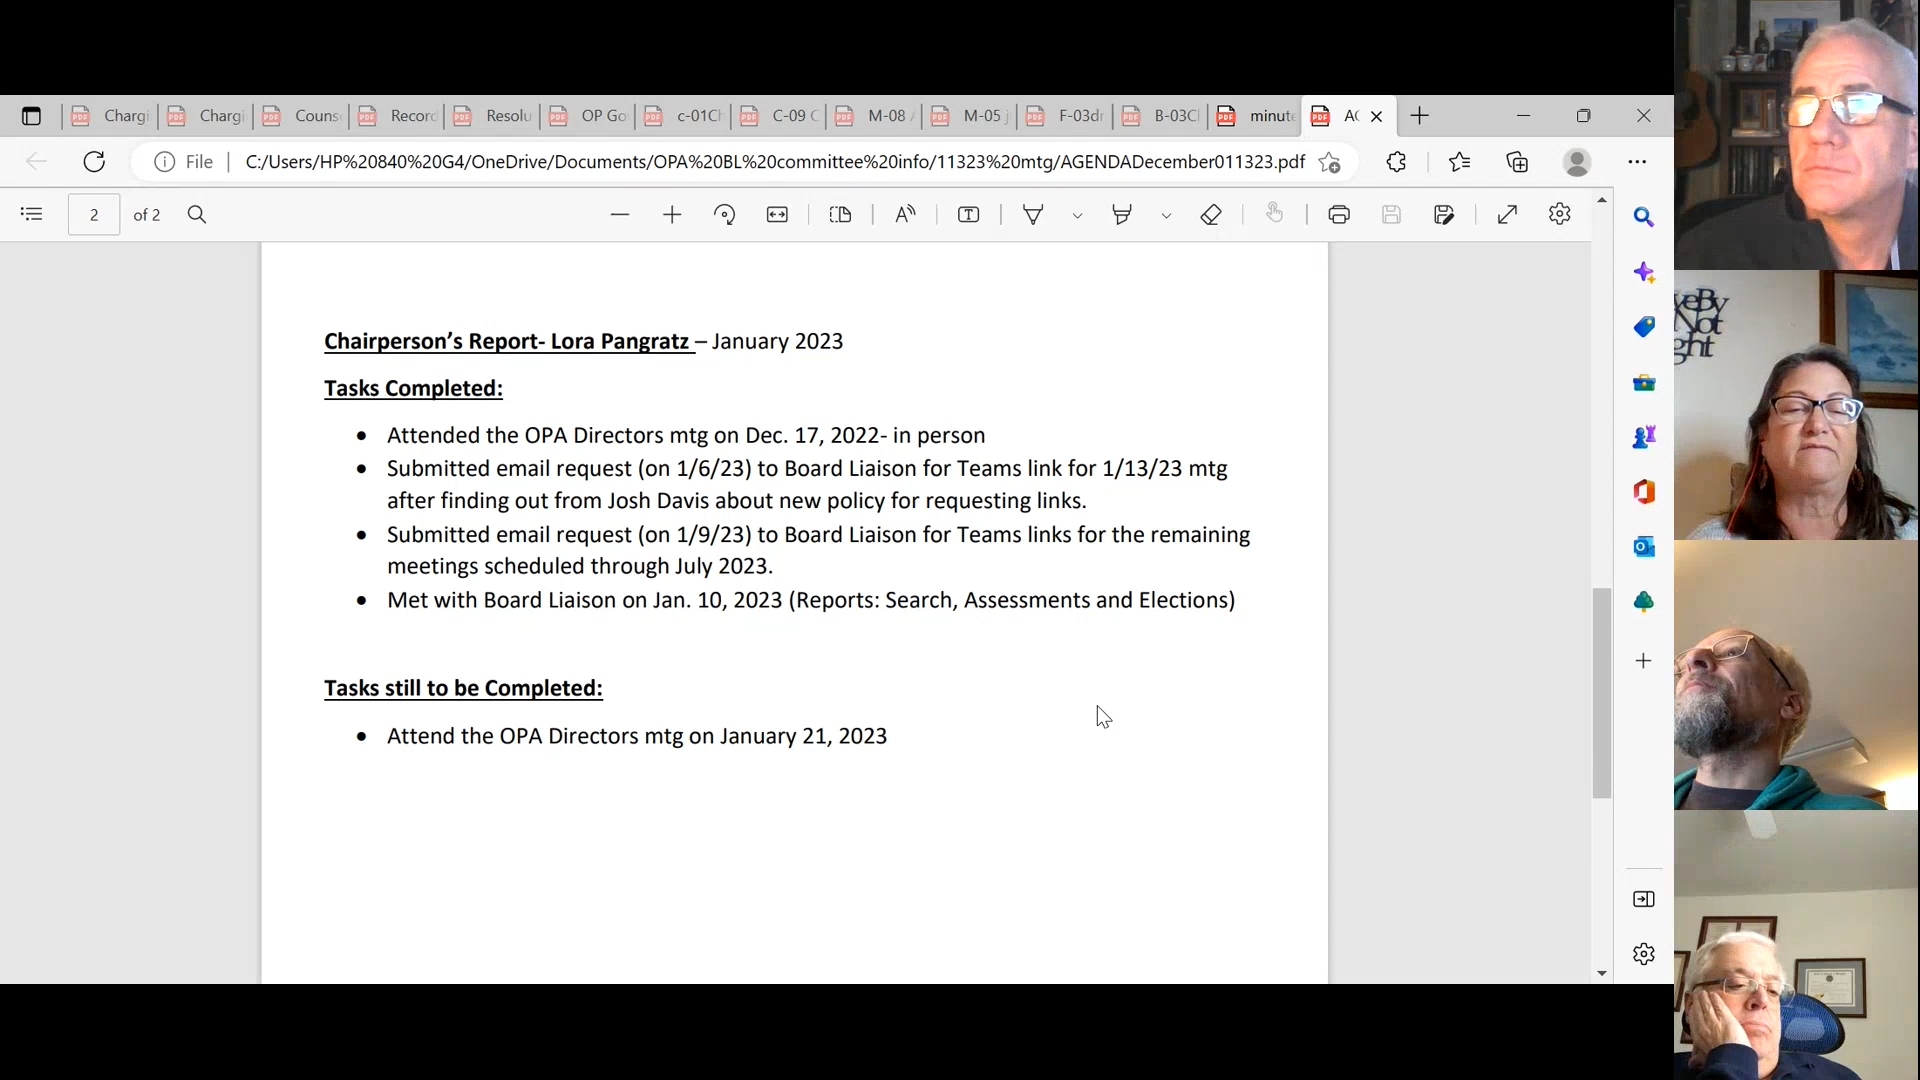 Chargi
Chargi
Couns
Record
Resolu
OP Go
c-01Ch
C-09 C
M-08
M-05 j
F-03dr
B-03Cl
minute
AG
File
C:/Users/HP%20840%20G4/OneDrive/Documents/OPA%20BL%20committee%20info/11323%20mtg/AGENDADecember011323.pdf
2 of 2
Chairperson’s Report- Lora Pangratz – January 2023
Tasks Completed:
• Attended the OPA Directors mtg on Dec. 17, 2022- in person
• Submitted email request (on 1/6/23) to Board Liaison for Teams link for 1/13/23 mtg
after finding out from Josh Davis about new policy for requesting links.
• Submitted email request (on 1/9/23) to Board Liaison for Teams links for the remaining
meetings scheduled through July 2023.
• Met with Board Liaison on Jan. 10, 2023 (Reports: Search, Assessments and Elections)
Tasks still to be Completed:
• Attend the OPA Directors mtg on January 21, 2023
veBy
Not
ght